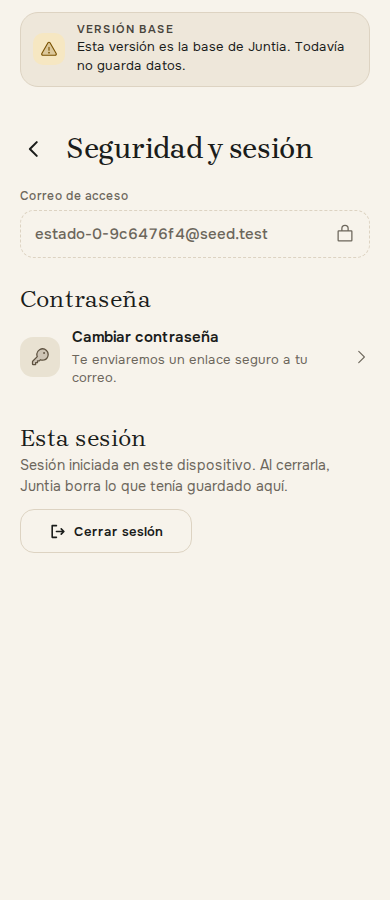 VERSIÓN BASE
Esta versión es la base de Juntia. Todavía
no guarda datos.
Seguridad y sesión
Correo de acceso
estado-0-9c6476f4@seed.test
Contraseña
Cambiar contraseña
Te enviaremos un enlace seguro a tu
correo.
Esta sesión
Sesión iniciada en este dispositivo. Al cerrarla,
Juntia borra lo que tenía guardado aquí.
Cerrar sesión